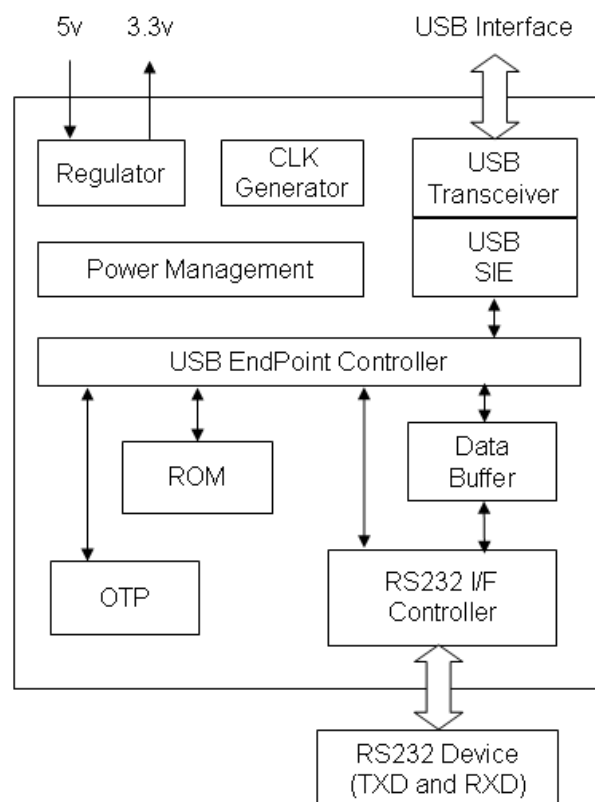 5v
3.3v
USB Interface
Regulator
CLK
Generator
USB
Transceiver
Power Management
USB
SIE
USB EndPoint Controller
ROM
Data
Buffer
OTP
RS232 I/F
Controller
RS232 Device
(TXD and RXD)